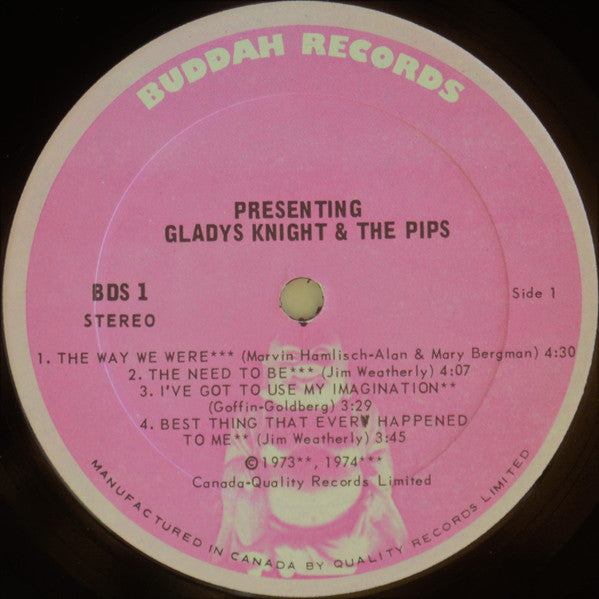 BUDDAH RECORDS
PRESENTING
GLADYS KNIGHT & THE PIPS
BDS 1
Side 1
STEREO
1. THE WAY WE WERE*** (Marvin Hamlisch-Alan & Mary Bergman) 4:30
2. THE NEED TO BE*** (Jim Weatherly) 4:07
3. I'VE GOT TO USE MY IMAGINATION**
(Goffin-Goldberg) 3:29
4. BEST THING THAT EVERY HAPPENED
TO ME** (Jim Weatherly) 3:45
©1973**, 1974***
Canada-Quality Records Limited
MANUFACTURED IN CANADA BY QUALITY RECORDS LIMITED